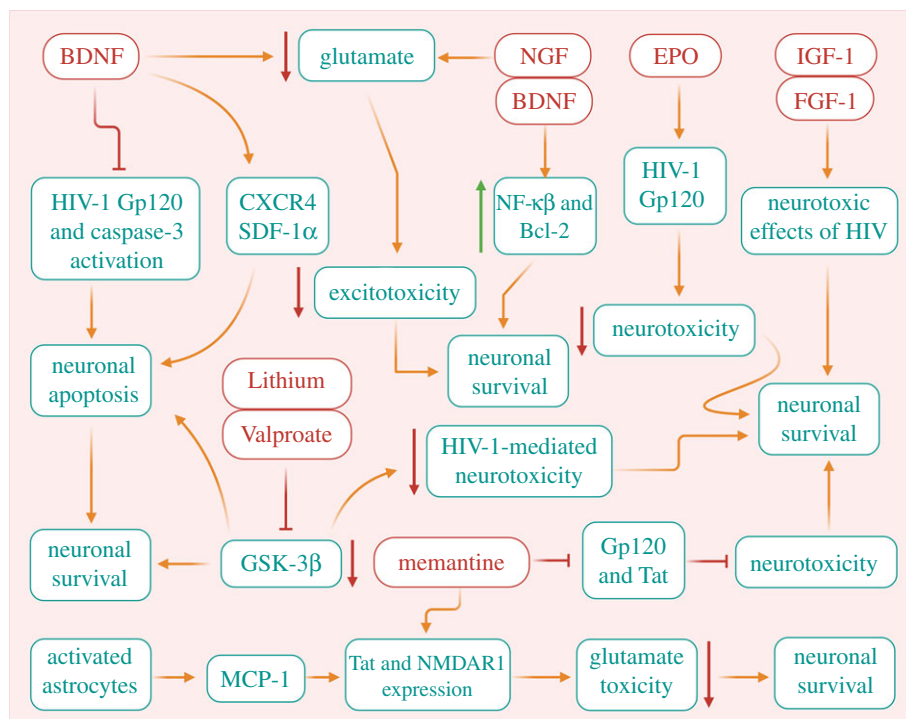 BDNF
glutamate
NGF
BDNF
EPO
IGF-1
FGF-1
HIV-1 Gp120
and caspase-3
activation
CXCR4
SDF-1α
NF-κβ and
Bcl-2
HIV-1
Gp120
neurotoxic
effects of HIV
excitotoxicity
neurotoxicity
neuronal
apoptosis
Lithium
Valproate
neuronal
survival
neuronal
survival
HIV-1-mediated
neurotoxicity
neuronal
survival
GSK-3β
memantine
Gp120
and Tat
neurotoxicity
activated
astrocytes
MCP-1
Tat and NMDAR1
expression
glutamate
toxicity
neuronal
survival